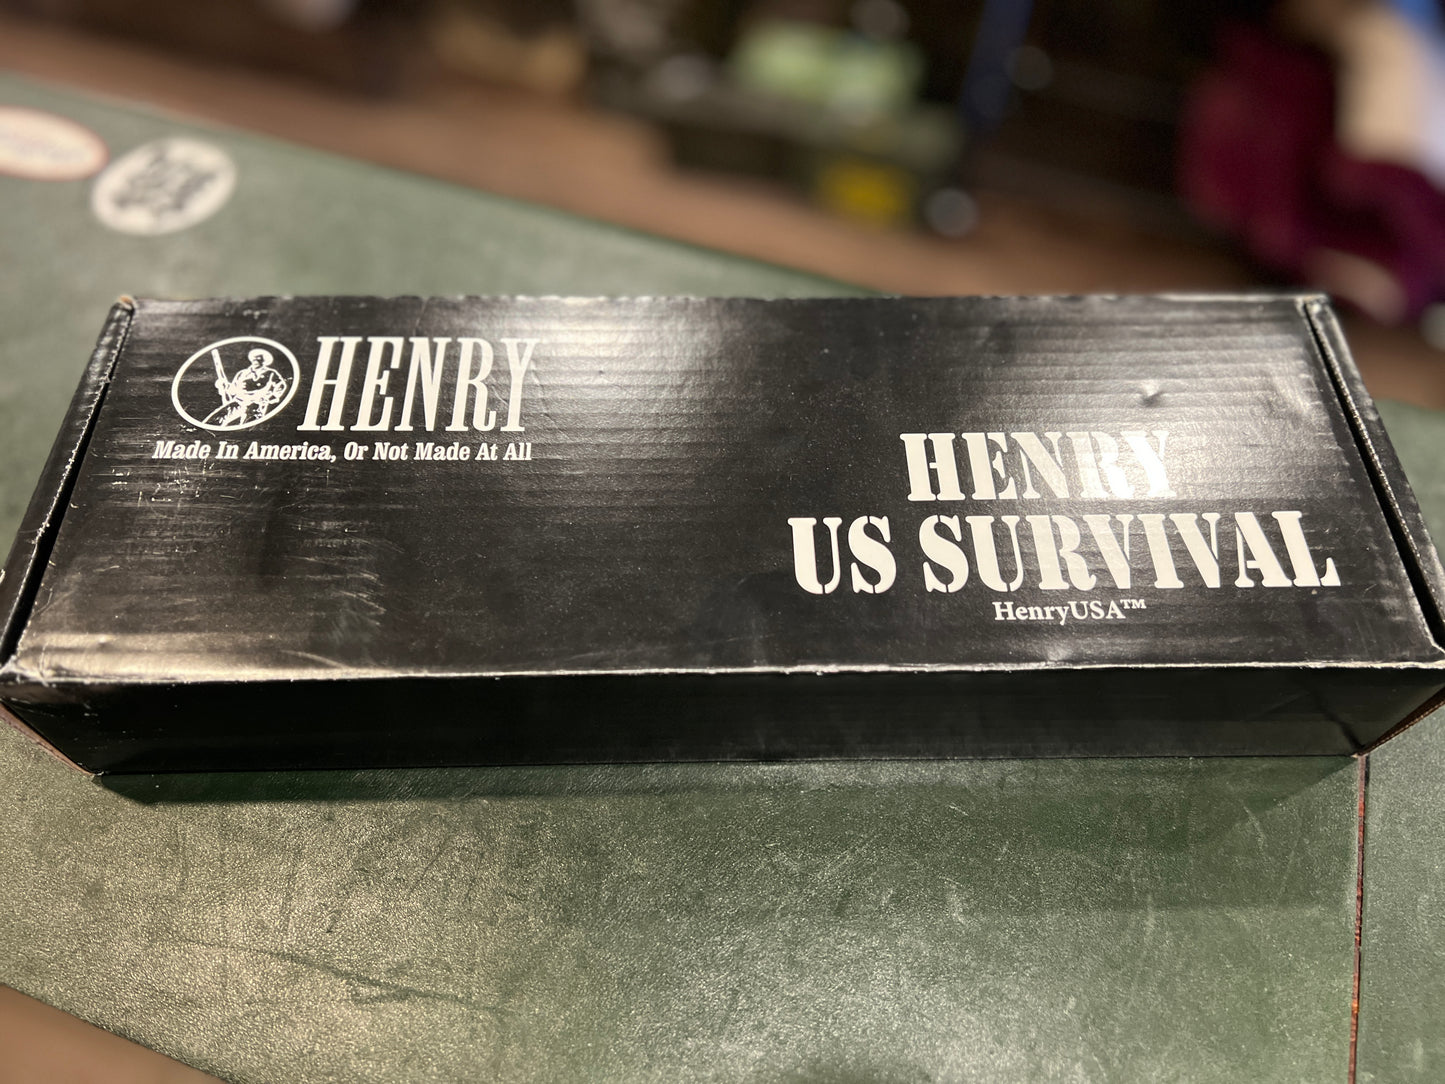 HENRY
Made In America, Or Not Made At All
HENRY
US SURVIVAL
HenryUSA™